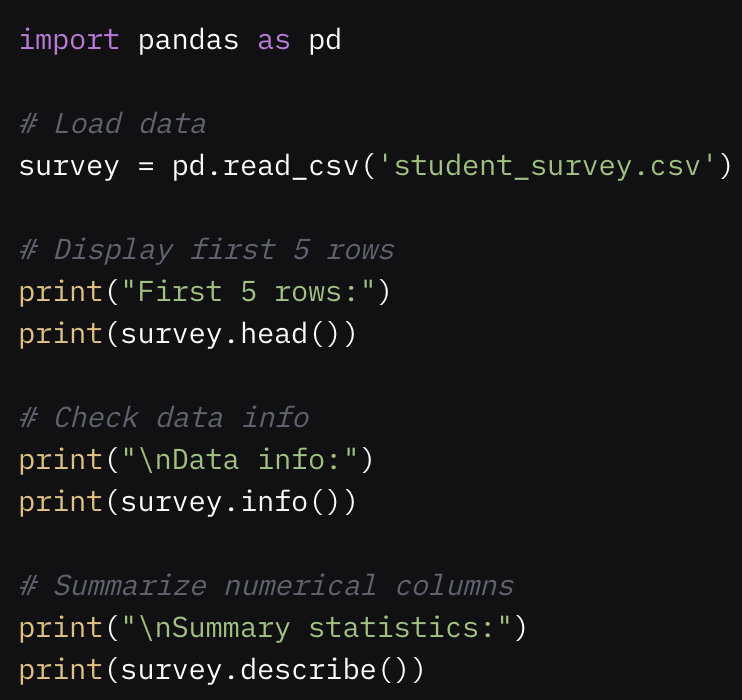 import pandas as pd
# Load data
survey = pd.read_csv('student_survey.csv')
# Display first 5 rows
print("First 5 rows:")
print(survey.head())
# Check data info
print("\nData info:")
print(survey.info())
# Summarize numerical columns
print("\nSummary statistics:")
print(survey.describe())